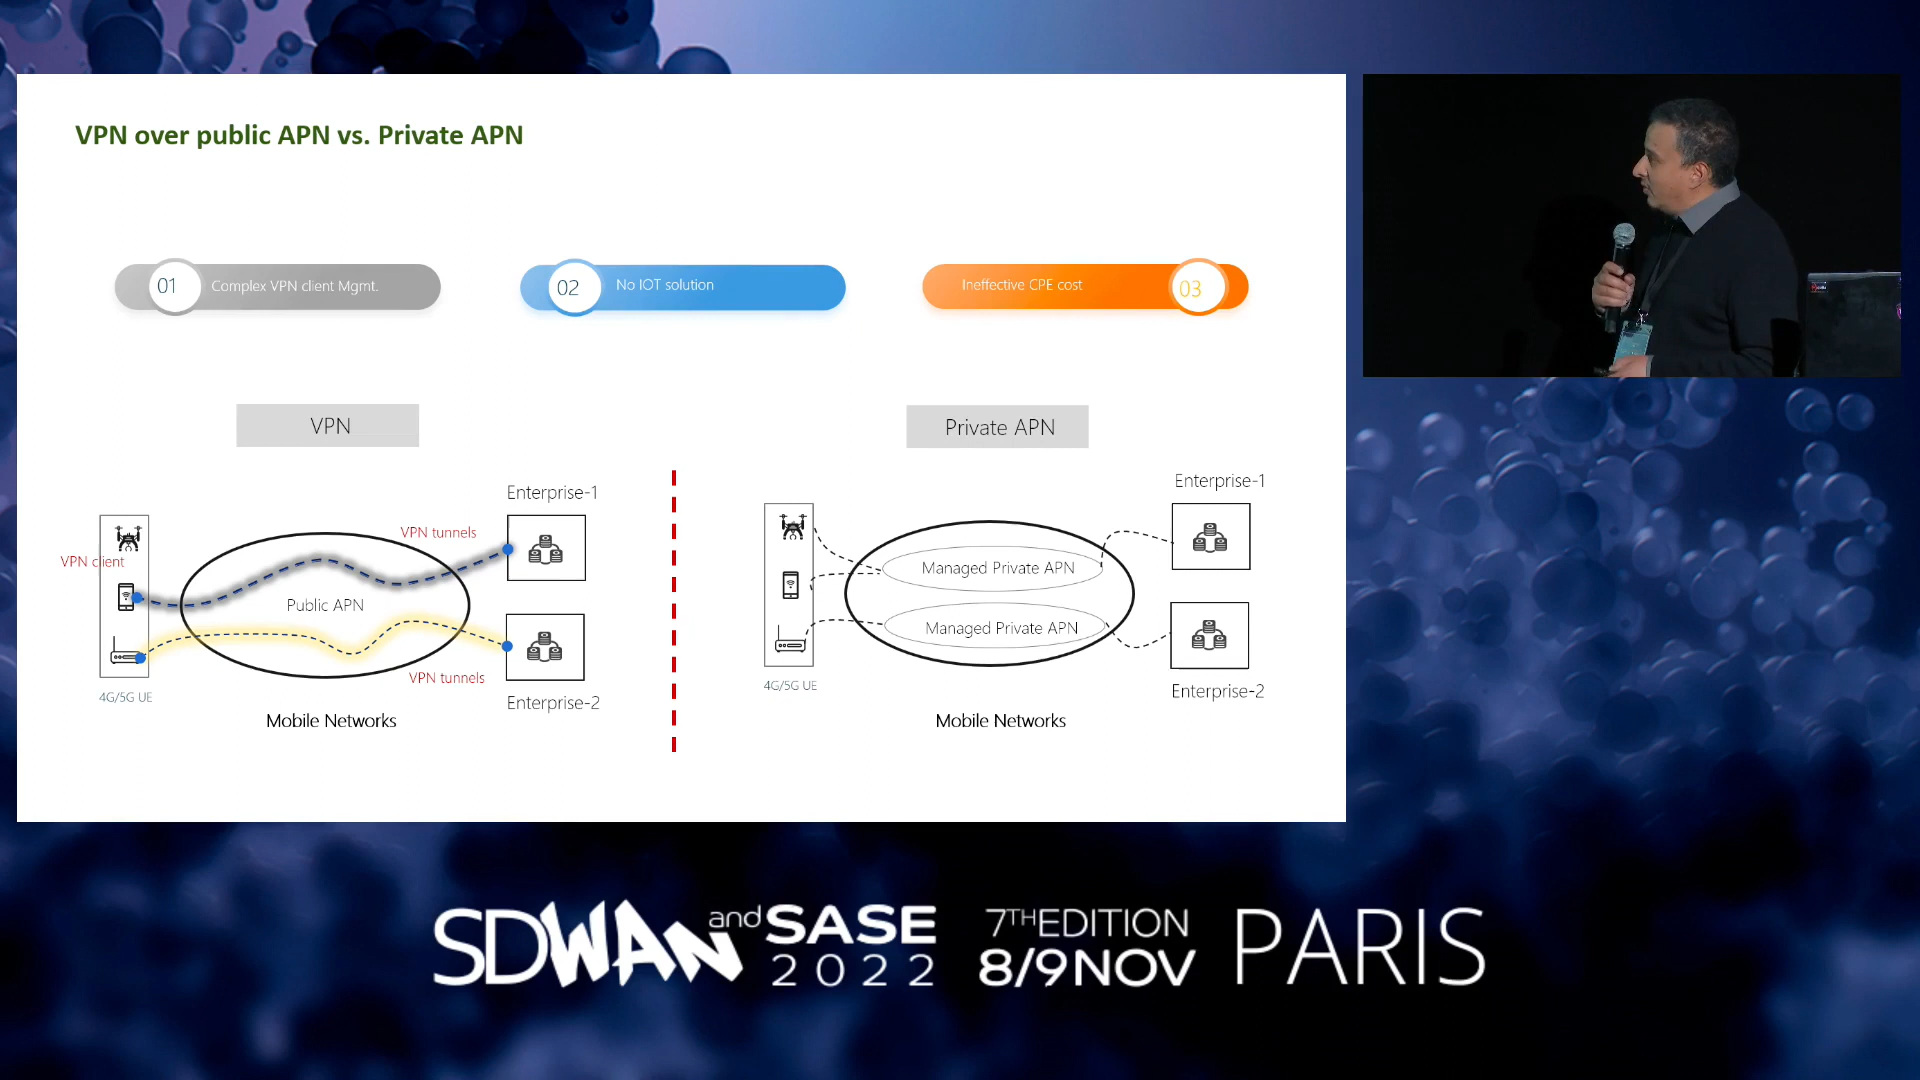 VPN over public APN vs. Private APN
01
Complex VPN client Mgmt.
02
No IOT solution
Ineffective CPE cost
03
VPN
Private APN
Enterprise-1
VPN tunnels
VPN client
Public APN
VPN tunnels
4G/5G UE
Enterprise-2
Mobile Networks
Enterprise-1
Managed Private APN
Managed Private APN
4G/5G UE
Enterprise-2
Mobile Networks
SDWAN and SASE
2022
7TH EDITION
8/9NOV
PARIS